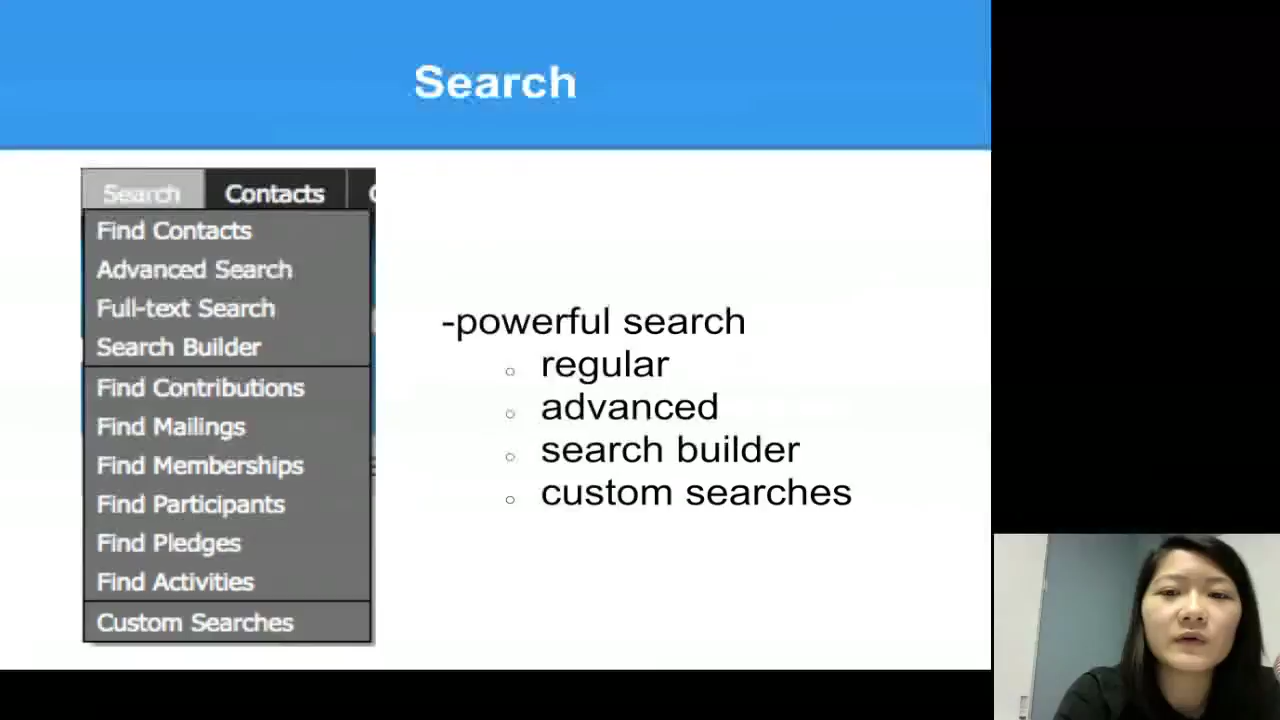 Search
Search Contacts
Find Contacts
Advanced Search
Full-text Search
Search Builder
Find Contributions
Find Mailings
Find Memberships
Find Participants
Find Pledges
Find Activities
Custom Searches
-powerful search
regular
advanced
search builder
custom searches